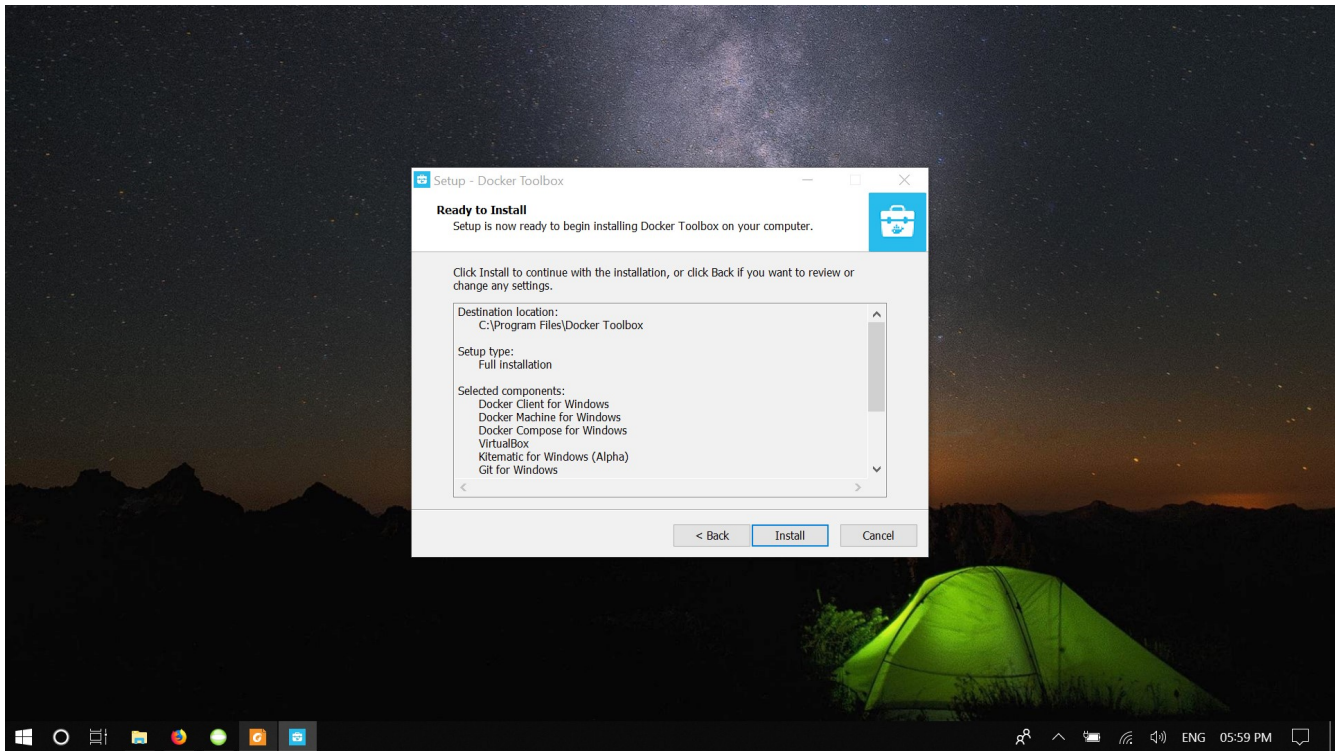 Setup - Docker Toolbox
Ready to Install
Setup is now ready to begin installing Docker Toolbox on your computer.
Click Install to continue with the installation, or click Back if you want to review or
change any settings.
Destination location:
C:\Program Files\Docker Toolbox
Setup type:
Full installation
Selected components:
Docker Client for Windows
Docker Machine for Windows
Docker Compose for Windows
VirtualBox
Kitematic for Windows (Alpha)
Git for Windows
< Back Install Cancel
ENG 05:59 PM